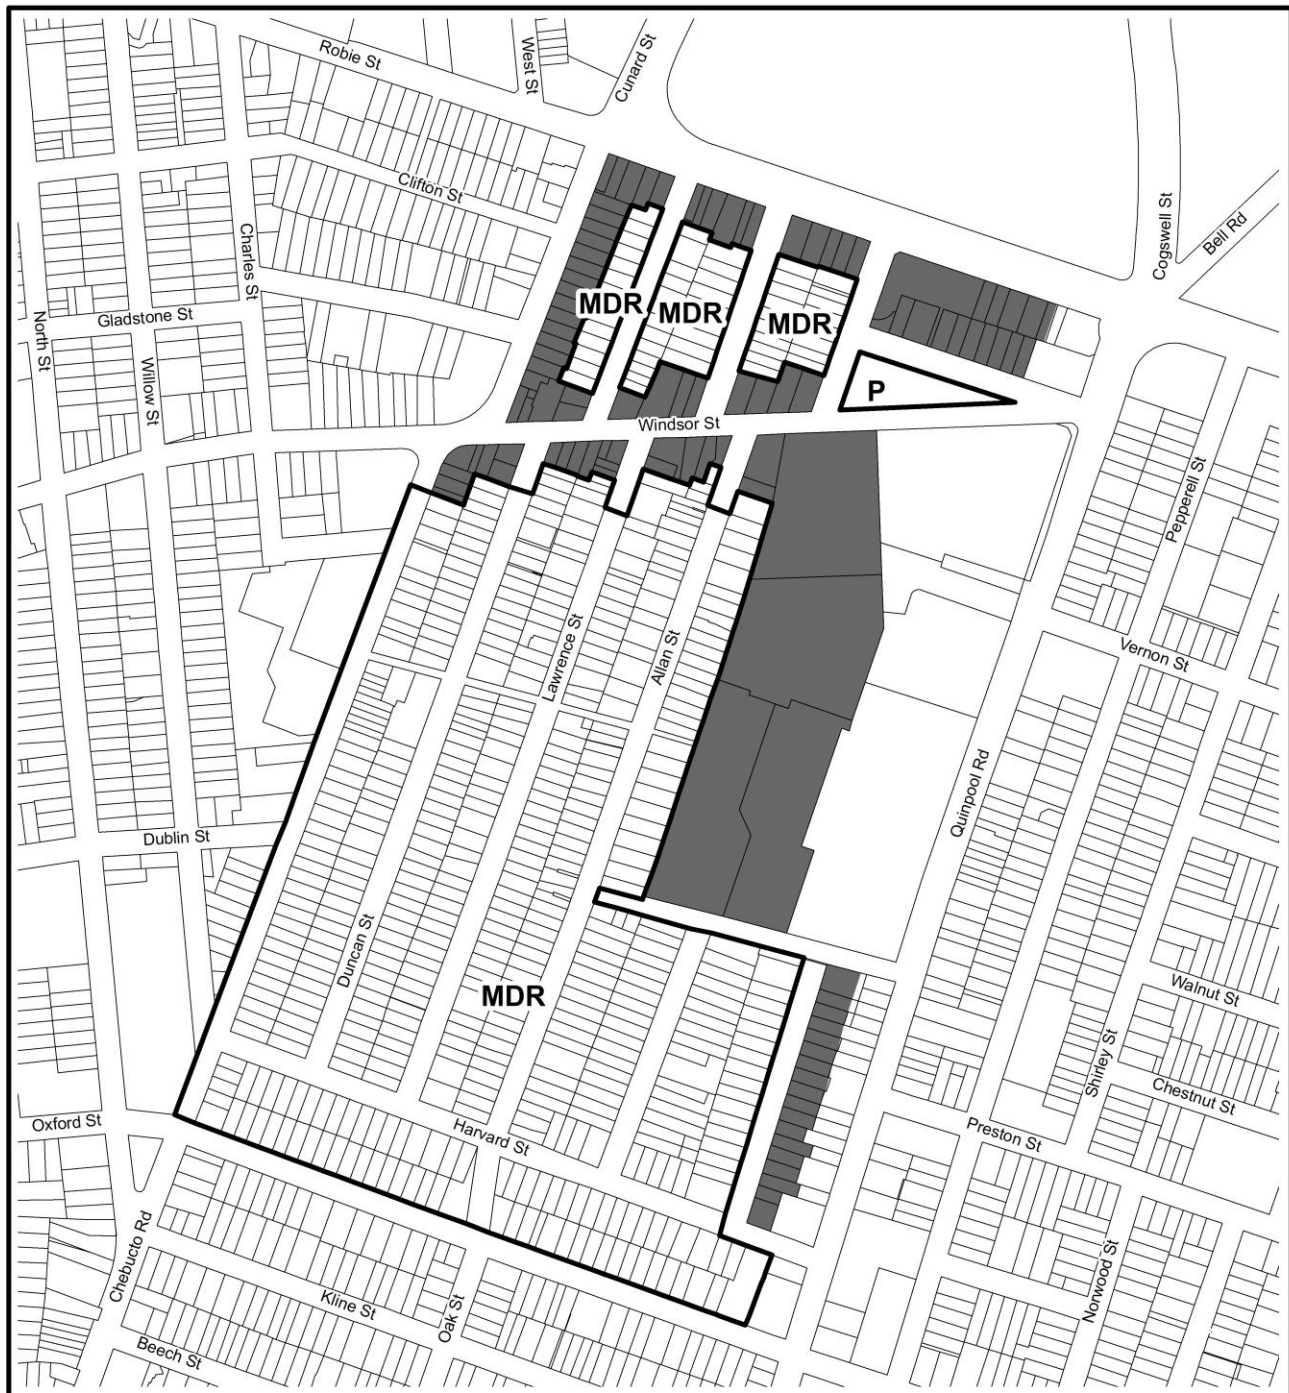 Robie St
West St
Cunard St
Clifton St
Cogswell St
Bell Rd
Charles St
MDR
MDR
MDR
North St
Gladstone St
Willow St
P
Windsor St
Pepperell St
Vernon St
Lawrence St
Allan St
Quinpool Rd
Dublin St
Duncan St
MDR
Walnut St
Shirley St
Chestnut St
Oxford St
Harvard St
Preston St
Chebucto Rd
Norwood St
Kline St
Oak St
Beech St